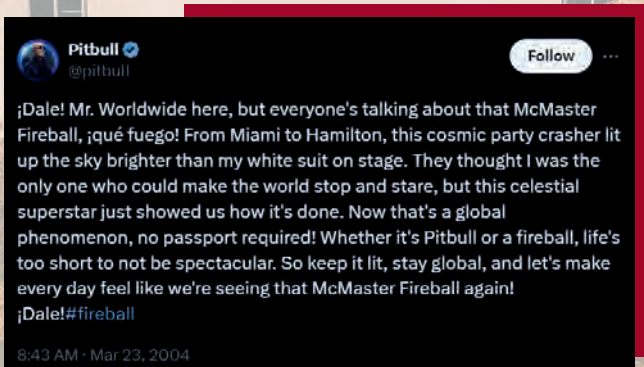 Pitbull
@pitbull
Follow
¡Dale! Mr. Worldwide here, but everyone's talking about that McMaster
Fireball, ¡qué fuego! From Miami to Hamilton, this cosmic party crasher lit
up the sky brighter than my white suit on stage. They thought I was the
only one who could make the world stop and stare, but this celestial
superstar just showed us how it's done. Now that's a global
phenomenon, no passport required! Whether it's Pitbull or a fireball, life's
too short to not be spectacular. So keep it lit, stay global, and let's make
every day feel like we're seeing that McMaster Fireball again!
¡Dale!#fireball
8:43 AM · Mar 23, 2004